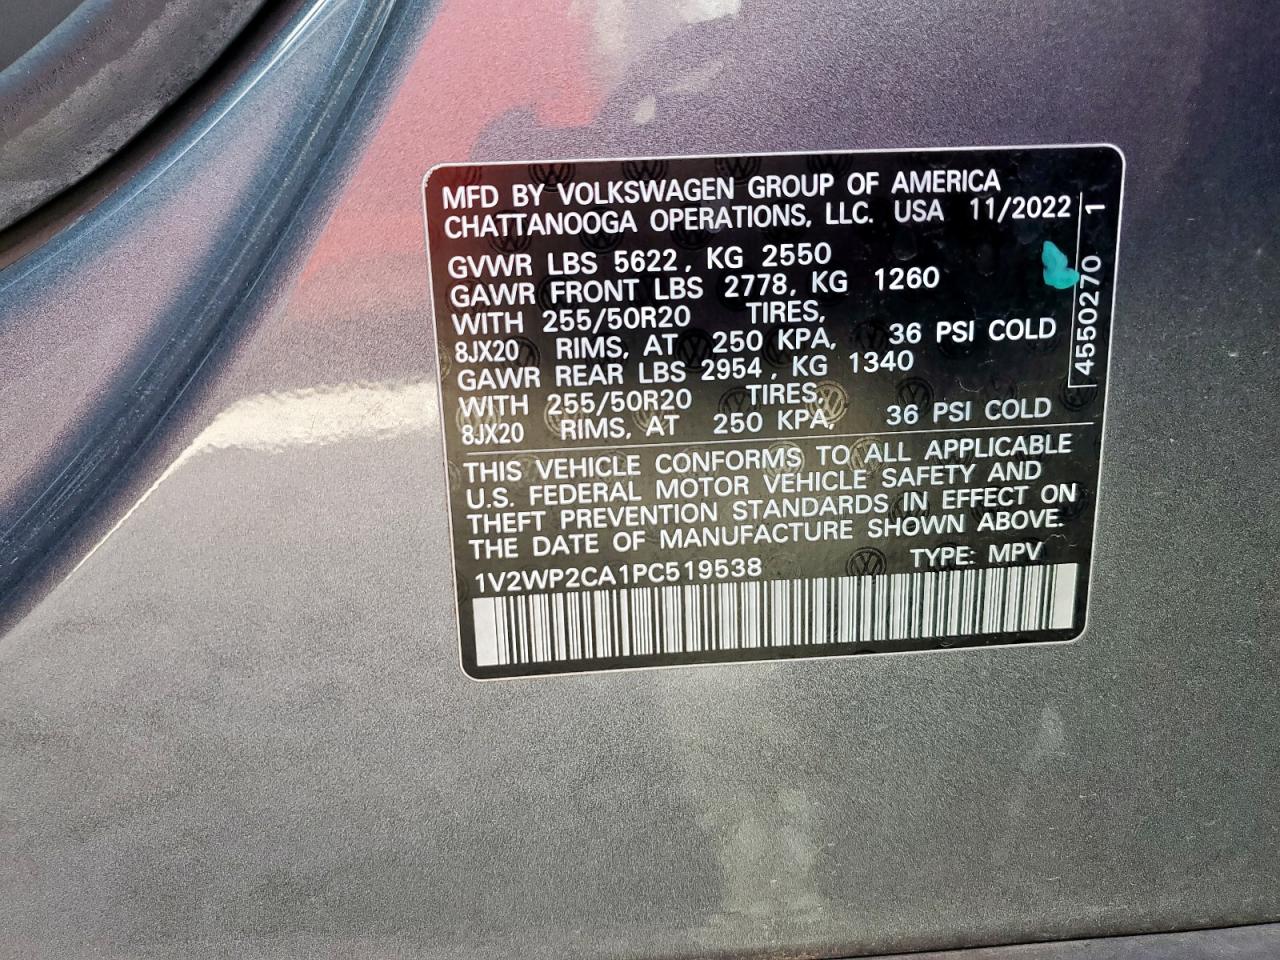 MFD BY VOLKSWAGEN GROUP OF AMERICA
CHATTANOOGA OPERATIONS, LLC. USA 11/2022
GVWR LBS 5622, KG 2550
GAWR FRONT LBS 2778, KG 1260
WITH 255/50R20 TIRES,
8JX20 RIMS, AT 250 KPA, 36 PSI COLD
GAWR REAR LBS 2954, KG 1340
WITH 255/50R20 TIRES,
8JX20 RIMS, AT 250 KPA, 36 PSI COLD
4550270 1
THIS VEHICLE CONFORMS TO ALL APPLICABLE
U.S. FEDERAL MOTOR VEHICLE SAFETY AND
THEFT PREVENTION STANDARDS IN EFFECT ON
THE DATE OF MANUFACTURE SHOWN ABOVE.
TYPE: MPV
1V2WP2CA1PC519538